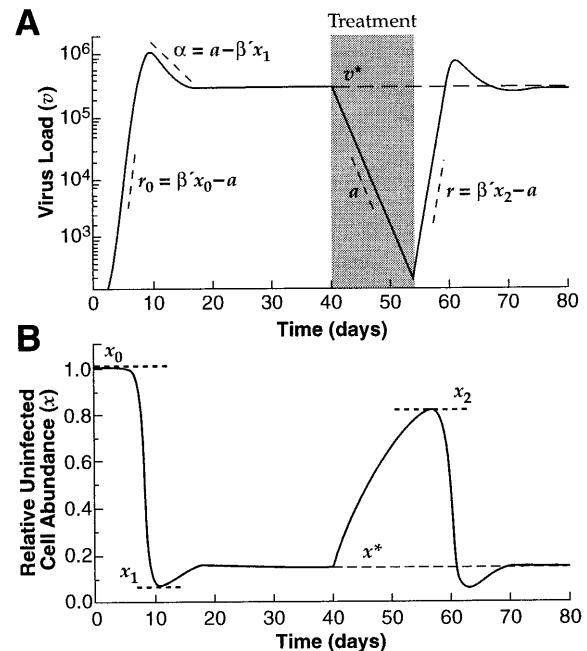 A
Treatment
Virus Load (v)
10⁶
10⁵
10⁴
10³
α = a–β´x₁
v*
r₀ = β´x₀–a
a
r = β´x₂–a
0 10 20 30 40 50 60 70 80
Time (days)
B
Relative Uninfected
Cell Abundance (x)
1.0
0.8
0.6
0.4
0.2
0.0
x₀
x₂
x₁
x*
0 10 20 30 40 50 60 70 80
Time (days)